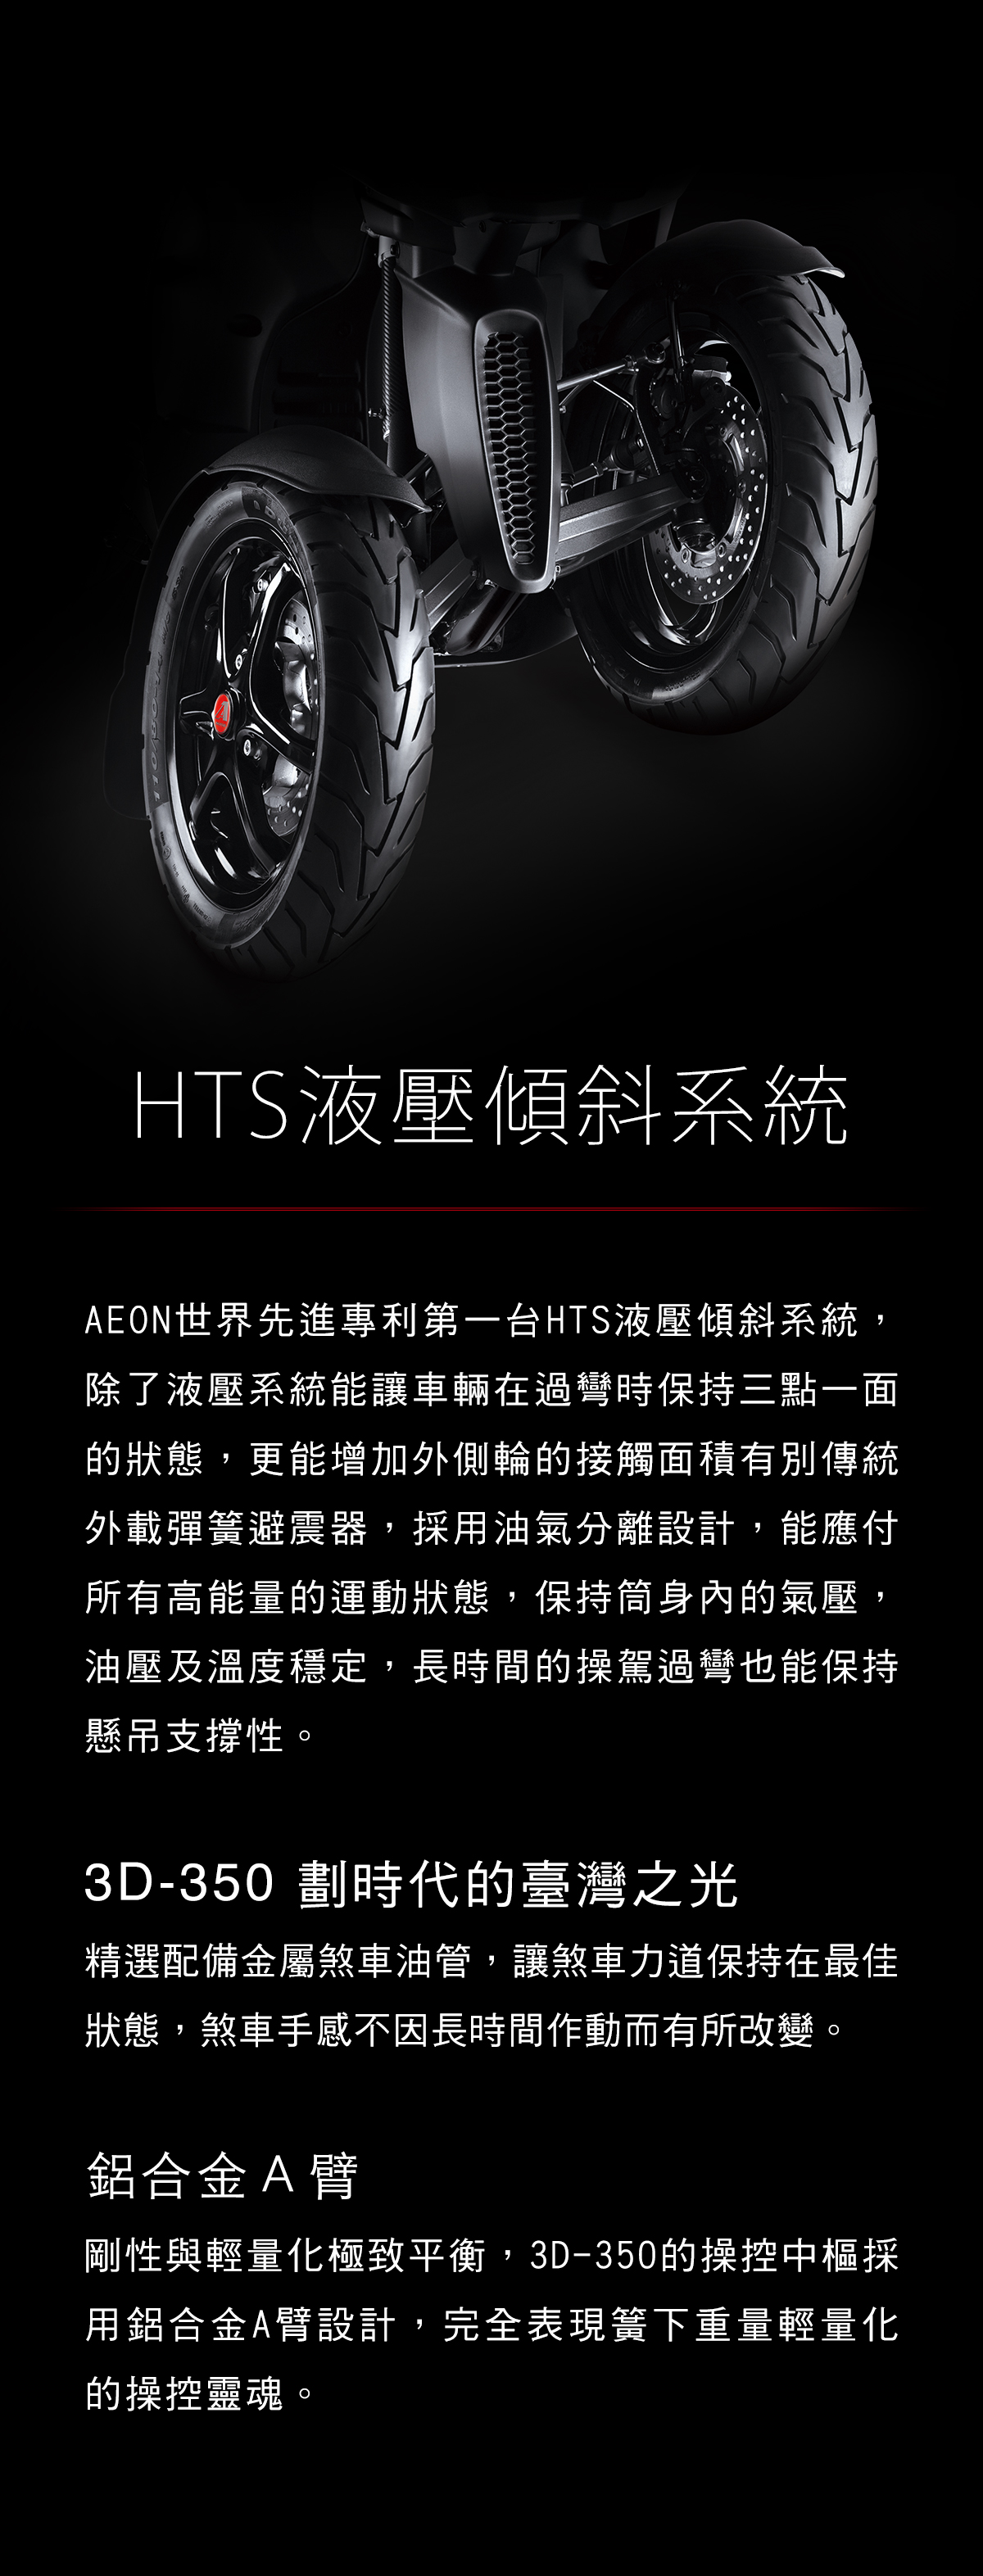 HTS液壓傾斜系統
AEON世界先進專利第一台HTS液壓傾斜系統，
除了液壓系統能讓車輛在過彎時保持三點一面
的狀態，更能增加外側輪的接觸面積有別傳統
外載彈簧避震器，採用油氣分離設計，能應付
所有高能量的運動狀態，保持筒身內的氣壓，
油壓及溫度穩定，長時間的操駕過彎也能保持
懸吊支撐性。
3D-350 劃時代的臺灣之光
精選配備金屬煞車油管，讓煞車力道保持在最佳
狀態，煞車手感不因長時間作動而有所改變。
鋁合金A臂
剛性與輕量化極致平衡，3D-350的操控中樞採
用鋁合金A臂設計，完全表現簧下重量輕量化
的操控靈魂。